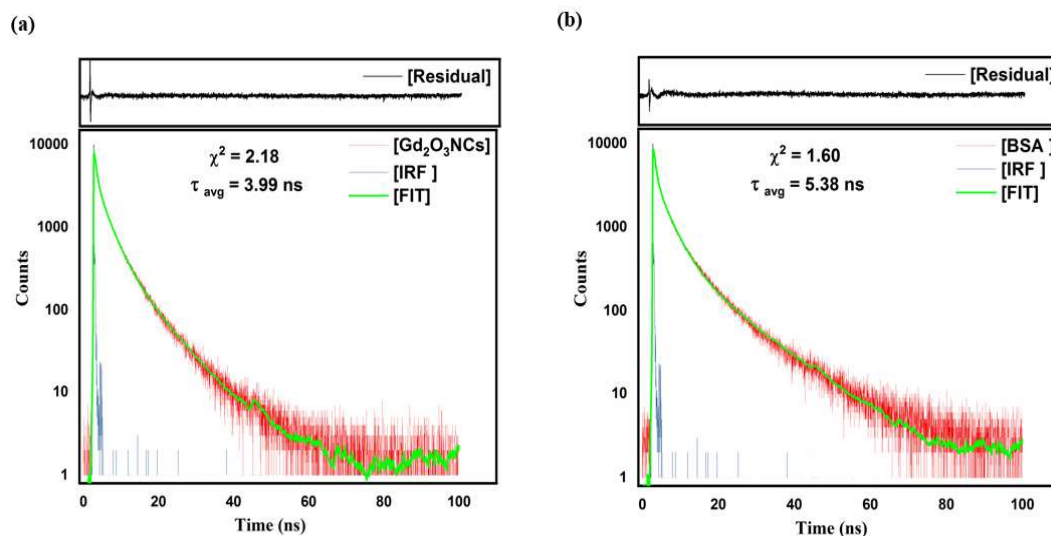 (a)
[Residual]
[Gd₂O₃NCs]
[IRF ]
[FIT]
χ² = 2.18
τ avg = 3.99 ns
10000
1000
100
10
1
Counts
0 20 40 60 80 100
Time (ns)
(b)
[Residual]
[BSA ]
[IRF ]
[FIT]
χ² = 1.60
τ avg = 5.38 ns
10000
1000
100
10
1
Counts
0 20 40 60 80 100
Time (ns)